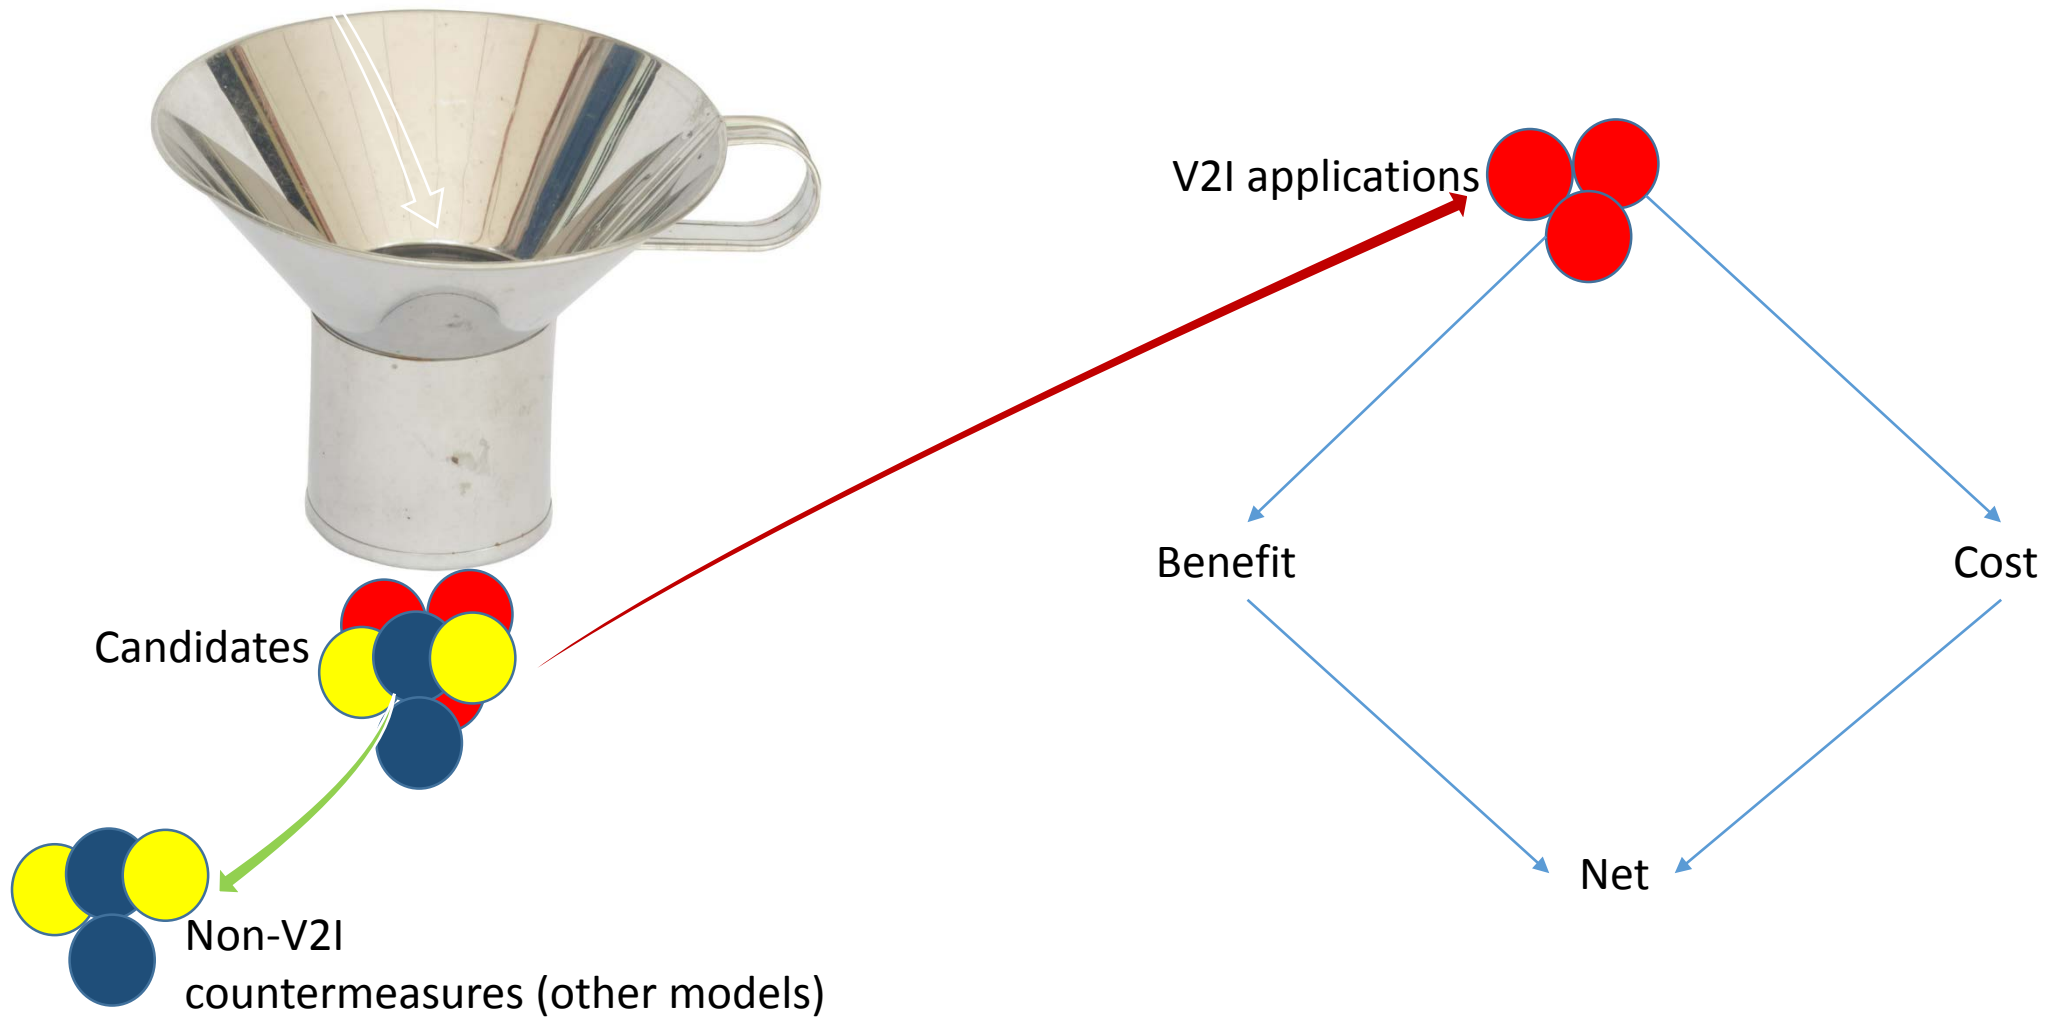 V2I applications
Benefit
Cost
Candidates
Net
Non-V2I
countermeasures (other models)